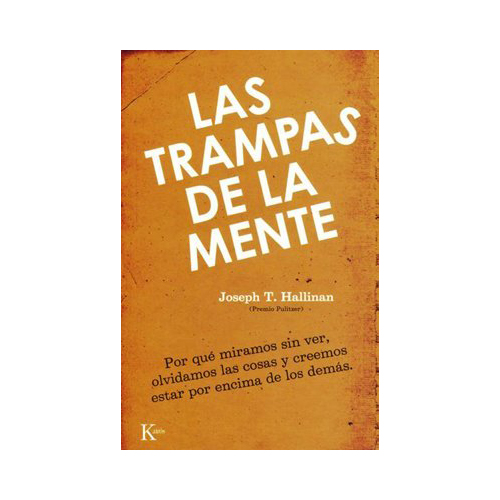 LAS
TRAMPAS
DE LA
MENTE
Joseph T. Hallinan
(Premio Pulitzer)
Por qué miramos sin ver,
olvidamos las cosas y creemos
estar por encima de los demás.
Kairós